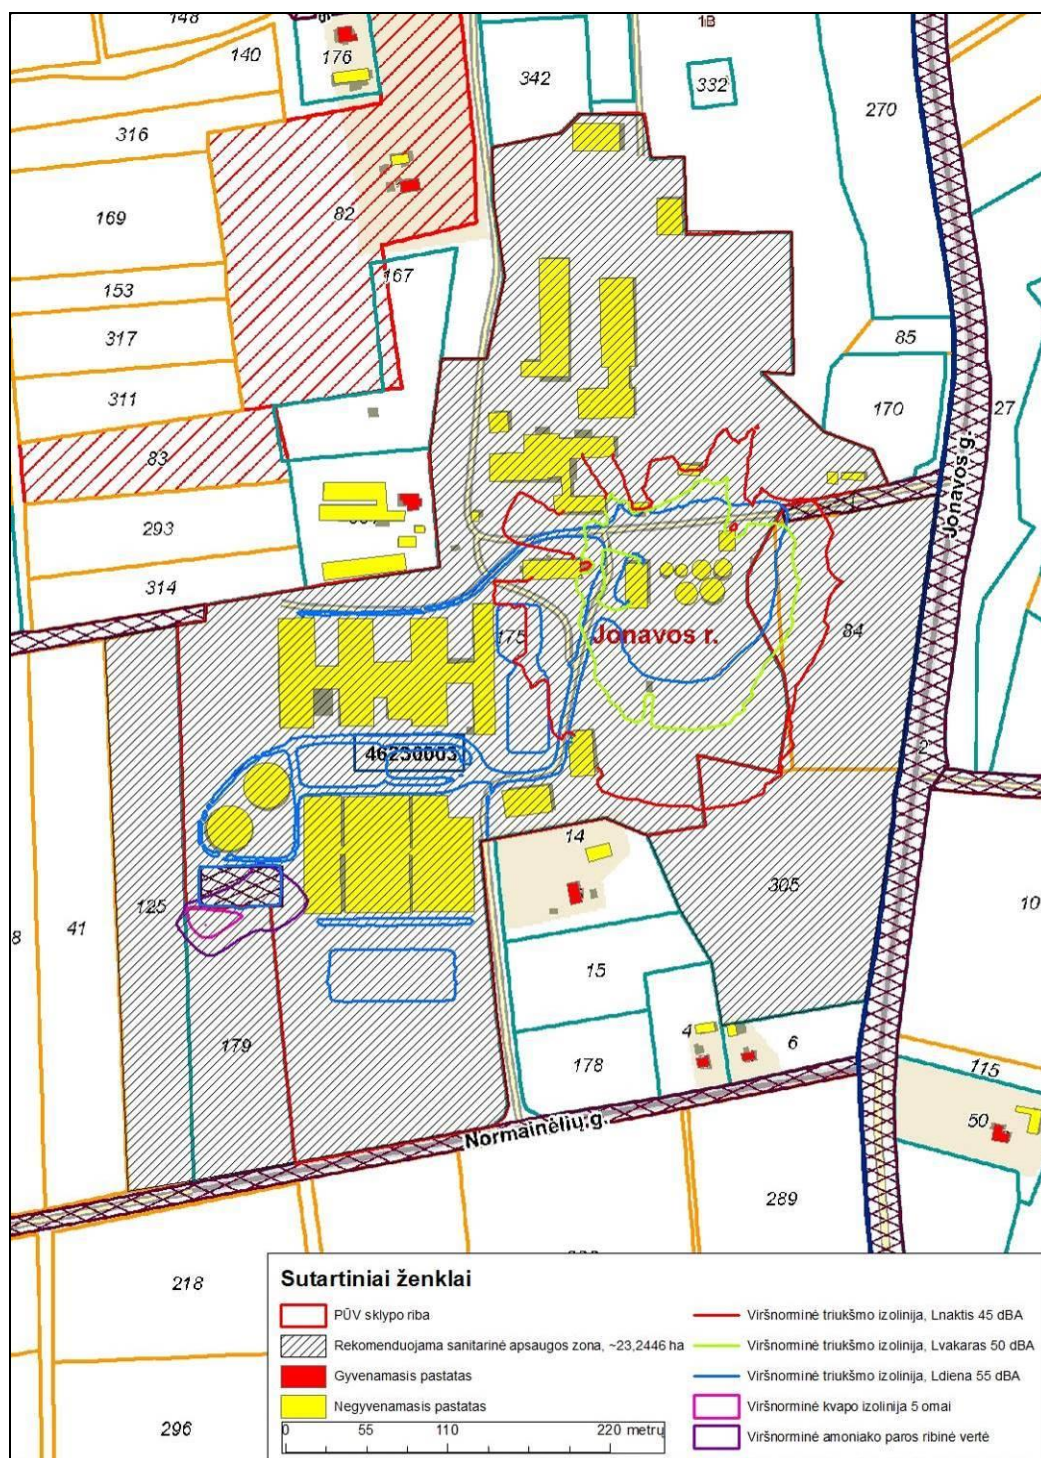 148
1B
176
140
342
332
270
316
169
82
167
153
317
85
311
170
27
83
Jonavos g.
293
314
175
Jonavos r.
84
2
46230003
14
125
305
41
8
10
15
179
4
6
178
115
50
Normainėlių g.
289
218
296
Sutartiniai ženklai
PŪV sklypo riba
Rekomenduojama sanitarinė apsaugos zona, ~23,2446 ha
Gyvenamasis pastatas
Negyvenamasis pastatas
0 55 110 220 metrų
Viršnorminė triukšmo izolinija, Lnaktis 45 dBA
Viršnorminė triukšmo izolinija, Lvakaras 50 dBA
Viršnorminė triukšmo izolinija, Ldiena 55 dBA
Viršnorminė kvapo izolinija 5 omai
Viršnorminė amoniako paros ribinė vertė